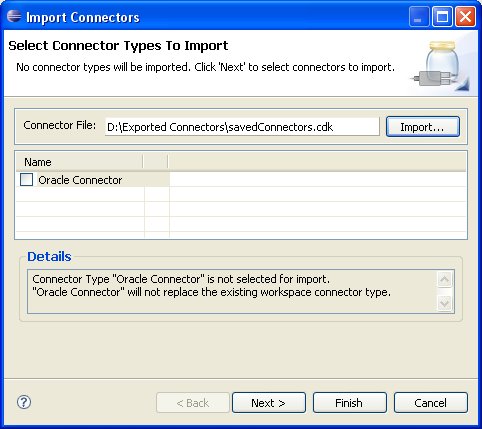 Import Connectors
Select Connector Types To Import
No connector types will be imported. Click 'Next' to select connectors to import.
Connector File: D:\Exported Connectors\savedConnectors.cdk Import...
Name
Oracle Connector
Details
Connector Type "Oracle Connector" is not selected for import.
"Oracle Connector" will not replace the existing workspace connector type.
? < Back Next > Finish Cancel